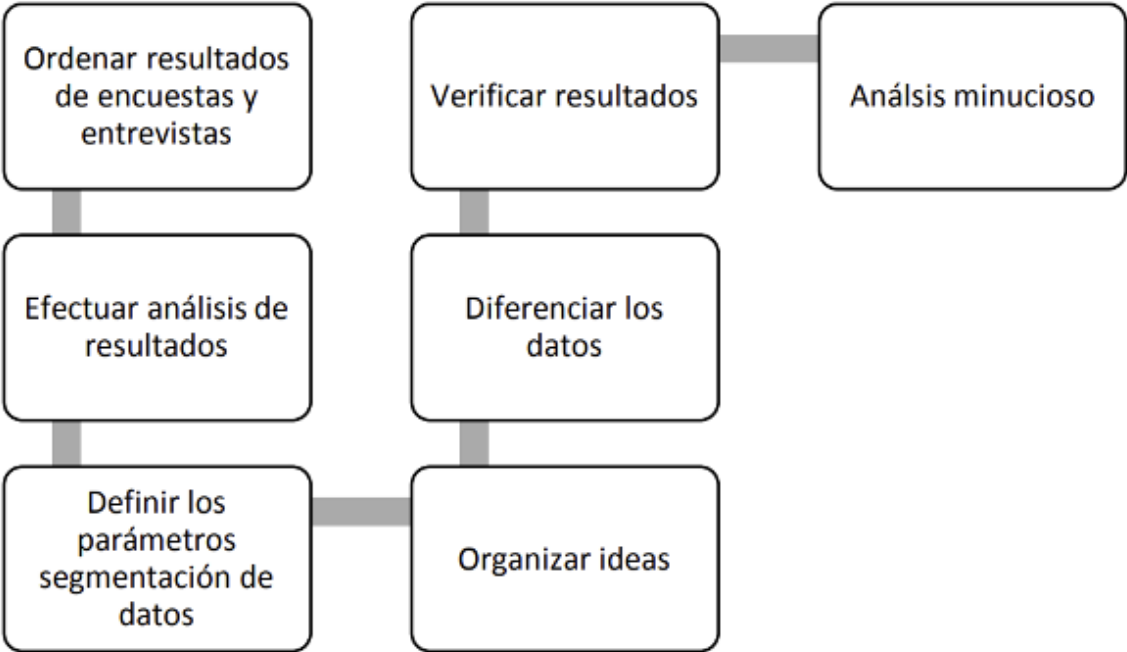 Ordenar resultados
de encuestas y
entrevistas
Efectuar análisis de
resultados
Definir los
parámetros
segmentación de
datos
Organizar ideas
Diferenciar los
datos
Verificar resultados
Análsis minucioso